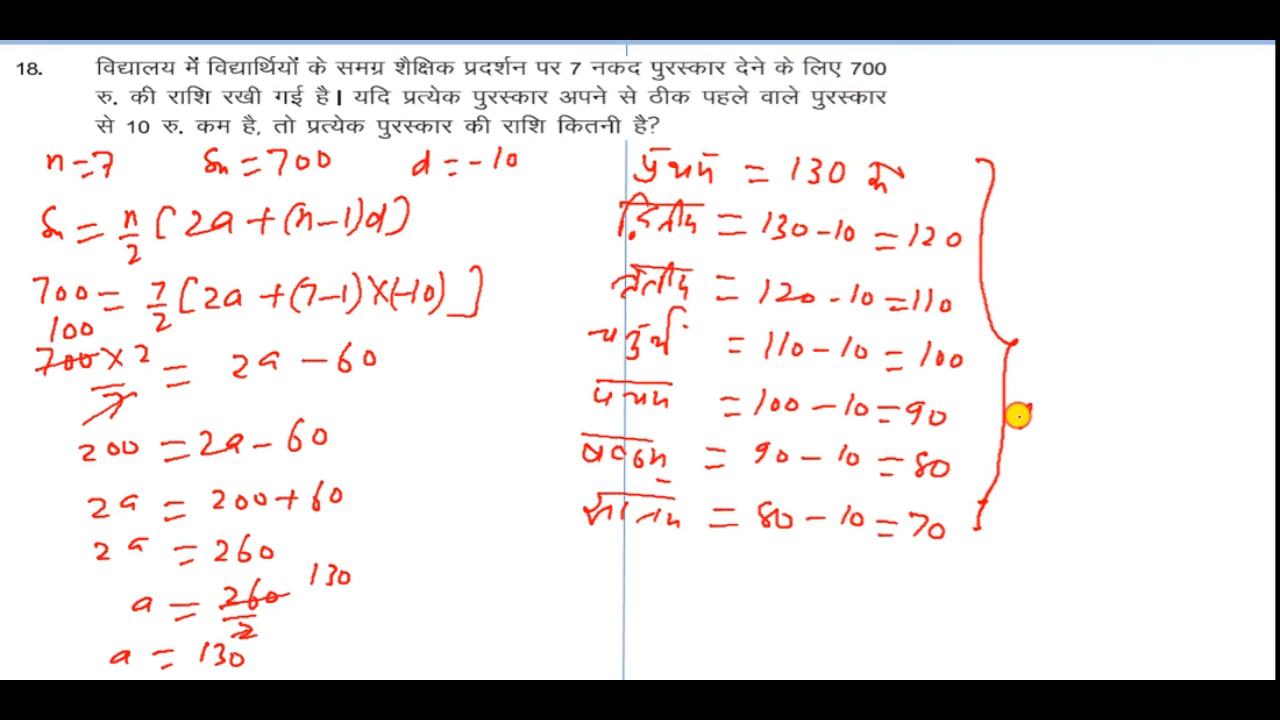 18. विद्यालय में विद्यार्थियों के समग्र शैक्षिक प्रदर्शन पर 7 नकद पुरस्कार देने के लिए 700
रु. की राशि रखी गई है। यदि प्रत्येक पुरस्कार अपने से ठीक पहले वाले पुरस्कार
से 10 रु. कम है, तो प्रत्येक पुरस्कार की राशि कितनी है?
n=7 Sn=700 d=-10
Sn = n/2 [2a+(n-1)d]
700 = 7/2 [2a+(7-1)×(-10)]
100
700×2/7 = 2a-60
200 = 2a-60
2a = 200+60
2a = 260
a = 260/2 130
a = 130
प्रथम = 130 रु
द्वितीय = 130-10 = 120
तृतीय = 120-10 = 110
चतुर्थ = 110-10 = 100
पंचम = 100-10 = 90
= 90-10 = 80
= 80-10 = 70